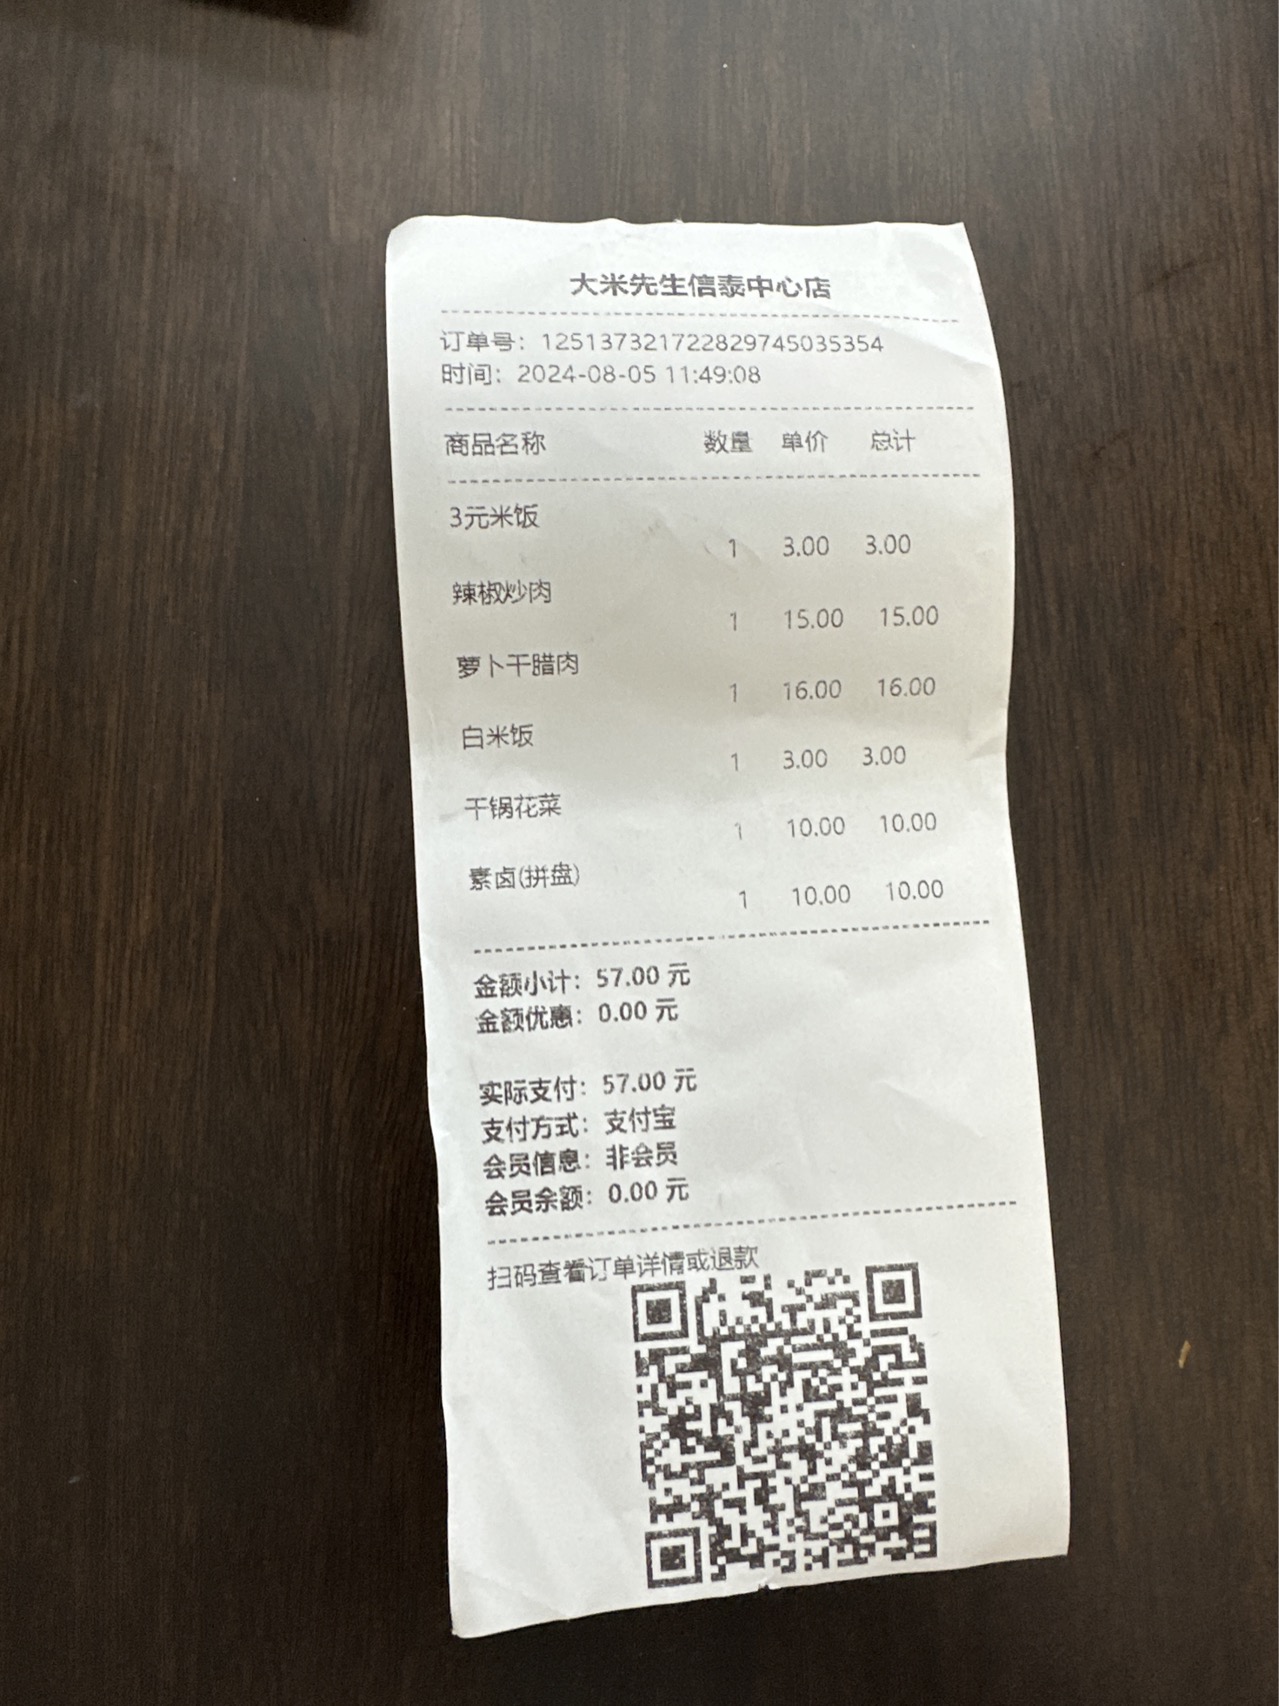 大米先生信泰中心店
订单号：125137321722829745035354
时间：2024-08-05 11:49:08
商品名称 数量 单价 总计
3元米饭
1 3.00 3.00
辣椒炒肉
1 15.00 15.00
萝卜干腊肉
1 16.00 16.00
白米饭
1 3.00 3.00
干锅花菜
1 10.00 10.00
素卤(拼盘)
1 10.00 10.00
金额小计：57.00 元
金额优惠：0.00 元
实际支付：57.00 元
支付方式：支付宝
会员信息：非会员
会员余额：0.00 元
扫码查看订单详情或退款